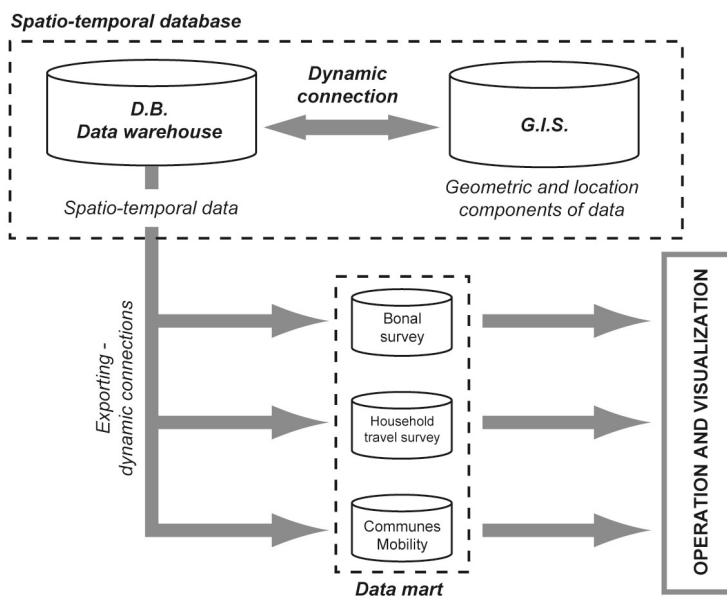 Spatio-temporal database
D.B.
Data warehouse
Dynamic
connection
G.I.S.
Spatio-temporal data
Geometric and location
components of data
Exporting -
dynamic connections
Bonal
survey
Household
travel survey
Communes
Mobility
Data mart
OPERATION AND VISUALIZATION